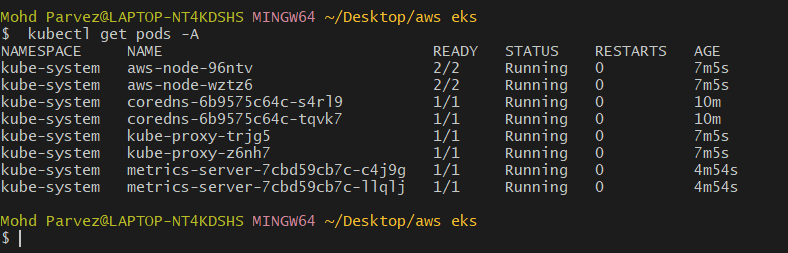 Mohd Parvez@LAPTOP-NT4KDSHS MINGW64 ~/Desktop/aws eks
$  kubectl get pods -A
NAMESPACE     NAME                              READY   STATUS    RESTARTS   AGE
kube-system   aws-node-96ntv                    2/2     Running   0          7m5s
kube-system   aws-node-wztz6                    2/2     Running   0          7m5s
kube-system   coredns-6b9575c64c-s4rl9          1/1     Running   0          10m
kube-system   coredns-6b9575c64c-tqvk7          1/1     Running   0          10m
kube-system   kube-proxy-trjg5                  1/1     Running   0          7m5s
kube-system   kube-proxy-z6nh7                  1/1     Running   0          7m5s
kube-system   metrics-server-7cbd59cb7c-c4j9g   1/1     Running   0          4m54s
kube-system   metrics-server-7cbd59cb7c-llqlj   1/1     Running   0          4m54s
Mohd Parvez@LAPTOP-NT4KDSHS MINGW64 ~/Desktop/aws eks
$